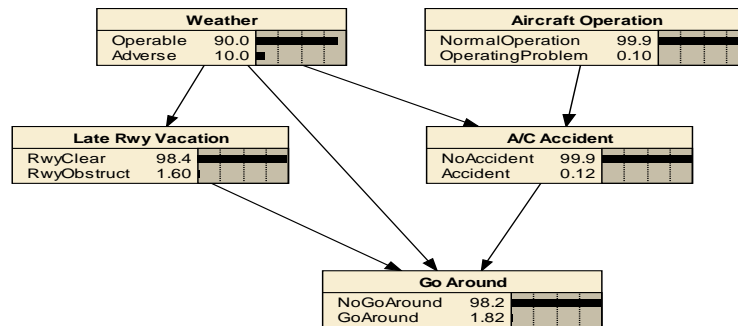 Weather
Operable 90.0
Adverse 10.0
Aircraft Operation
NormalOperation 99.9
OperatingProblem 0.10
Late Rwy Vacation
RwyClear 98.4
RwyObstruct 1.60
A/C Accident
NoAccident 99.9
Accident 0.12
Go Around
NoGoAround 98.2
GoAround 1.82